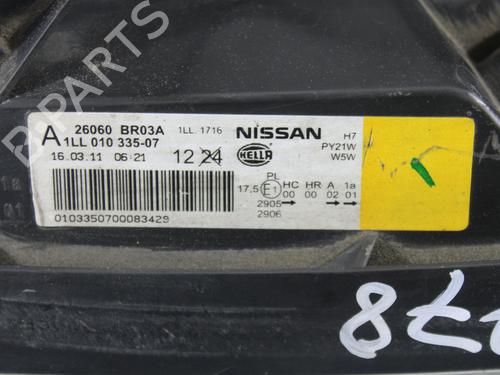 26060 BR03A 1LL. 1716 NISSAN H7
A 1LL 010 335-07 PY21W
16.03.11 06:21 12 24 HELLA W5W
PL
17,5 E1 HC HR A 1a
00 00 02 01
2905
2906
0103350700083429
B-PARTS
78